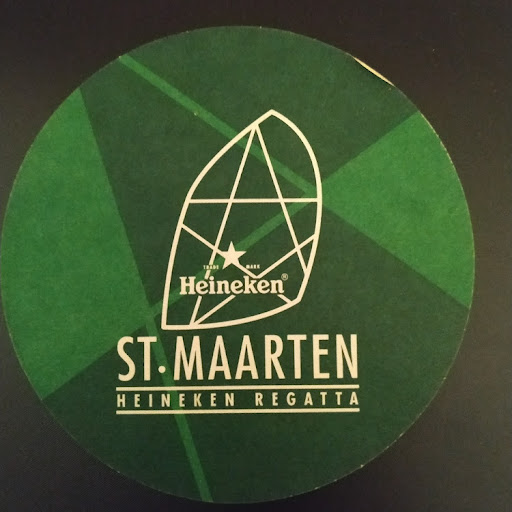 TRADE MARK
Heineken®
ST·MAARTEN
HEINEKEN REGATTA